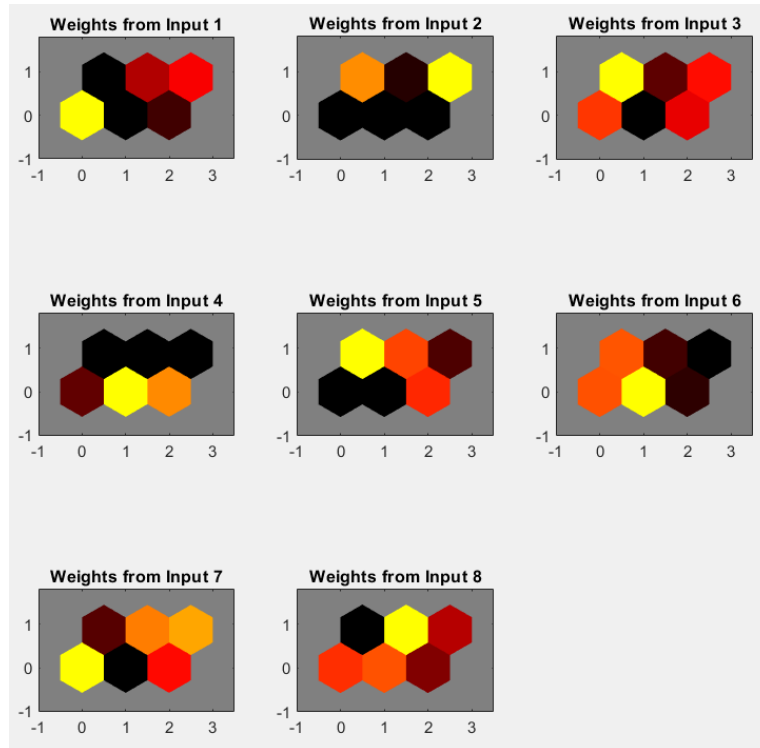 Weights from Input 1
Weights from Input 2
Weights from Input 3
1
0
-1
-1 0 1 2 3
1
0
-1
-1 0 1 2 3
1
0
-1
-1 0 1 2 3
Weights from Input 4
Weights from Input 5
Weights from Input 6
1
0
-1
-1 0 1 2 3
1
0
-1
-1 0 1 2 3
1
0
-1
-1 0 1 2 3
Weights from Input 7
Weights from Input 8
1
0
-1
-1 0 1 2 3
1
0
-1
-1 0 1 2 3